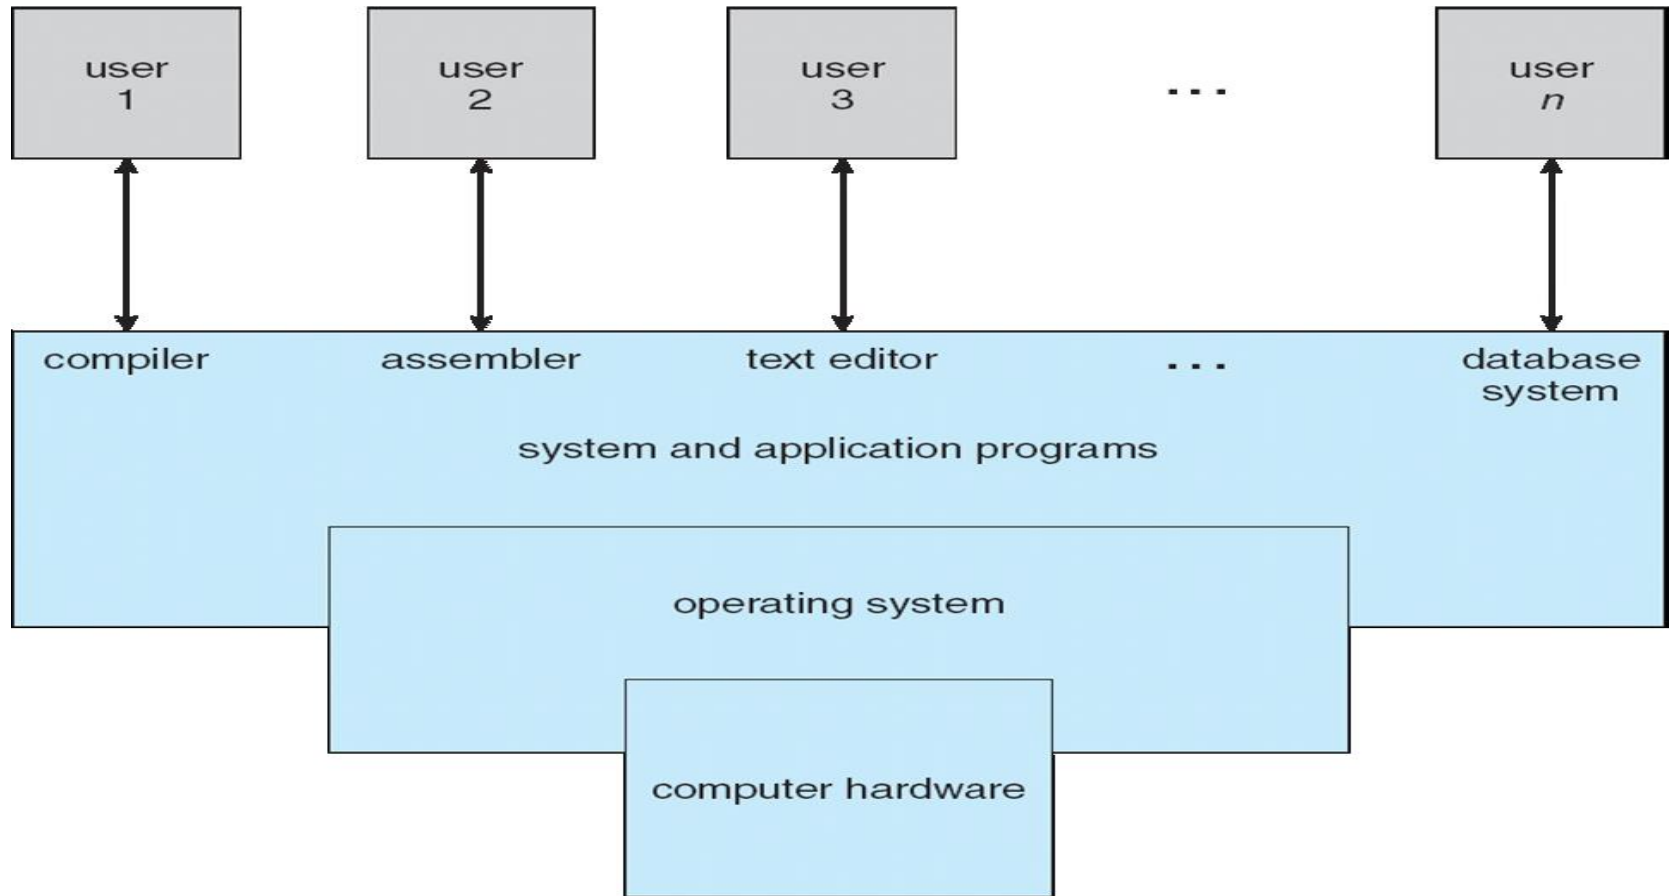 user
1
user
2
user
3
...
user
n
compiler
assembler
text editor
...
database
system
system and application programs
operating system
computer hardware